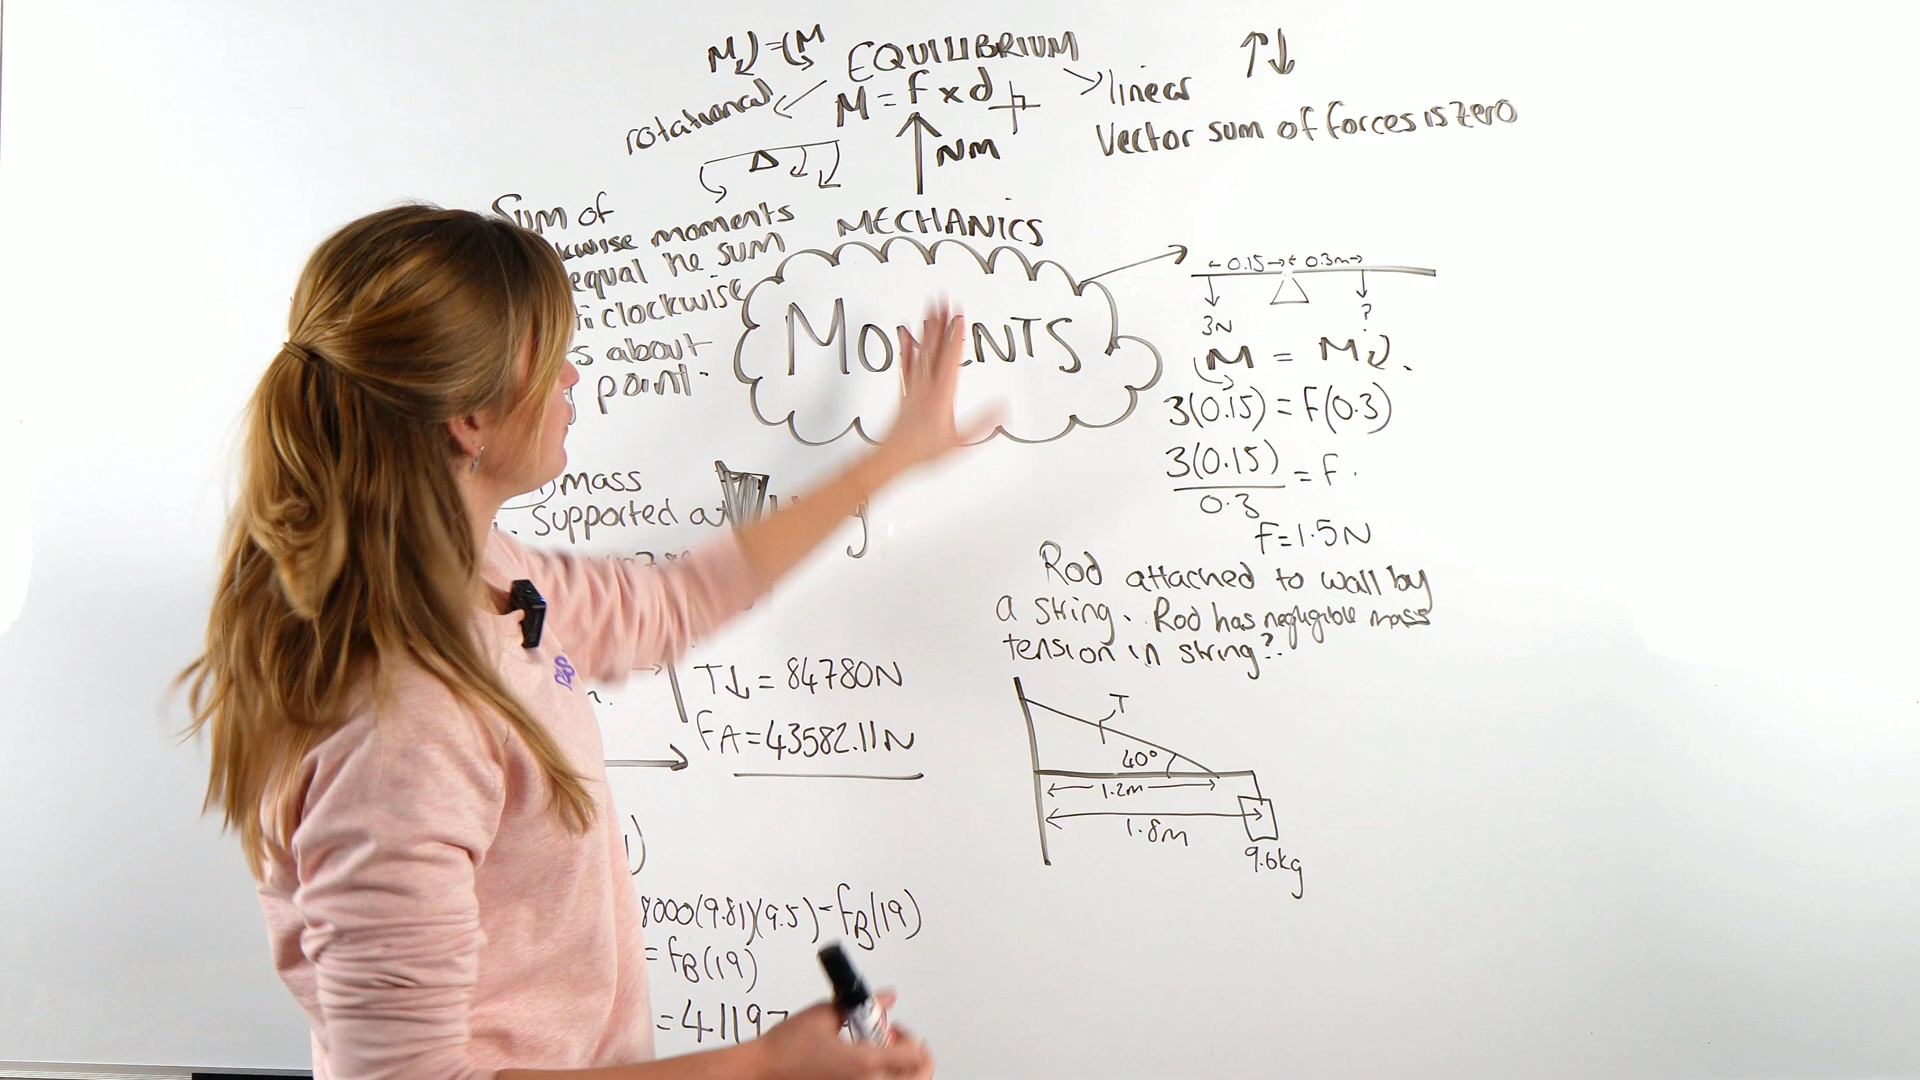 M = M EQUILIBRIUM
rotational
M = F x d
linear
Vector sum of forces is zero
Nm
Sum of
moments
equal he sum
clockwise
about
point.
MECHANICS
MOMENTS
0.15 0.3m
3N ?
M = M
3(0.15) = F(0.3)
3(0.15) = F.
0.3
F=1.5N
mass
Supported at
T↓ = 84780N
FA=43582.11N
8000(9.81)(9.5)-FB(19)
= FB(19)
Rod attached to wall by
a string. Rod has negligible mass
tension in string?
T
40°
1.2m
1.8m
9.6kg